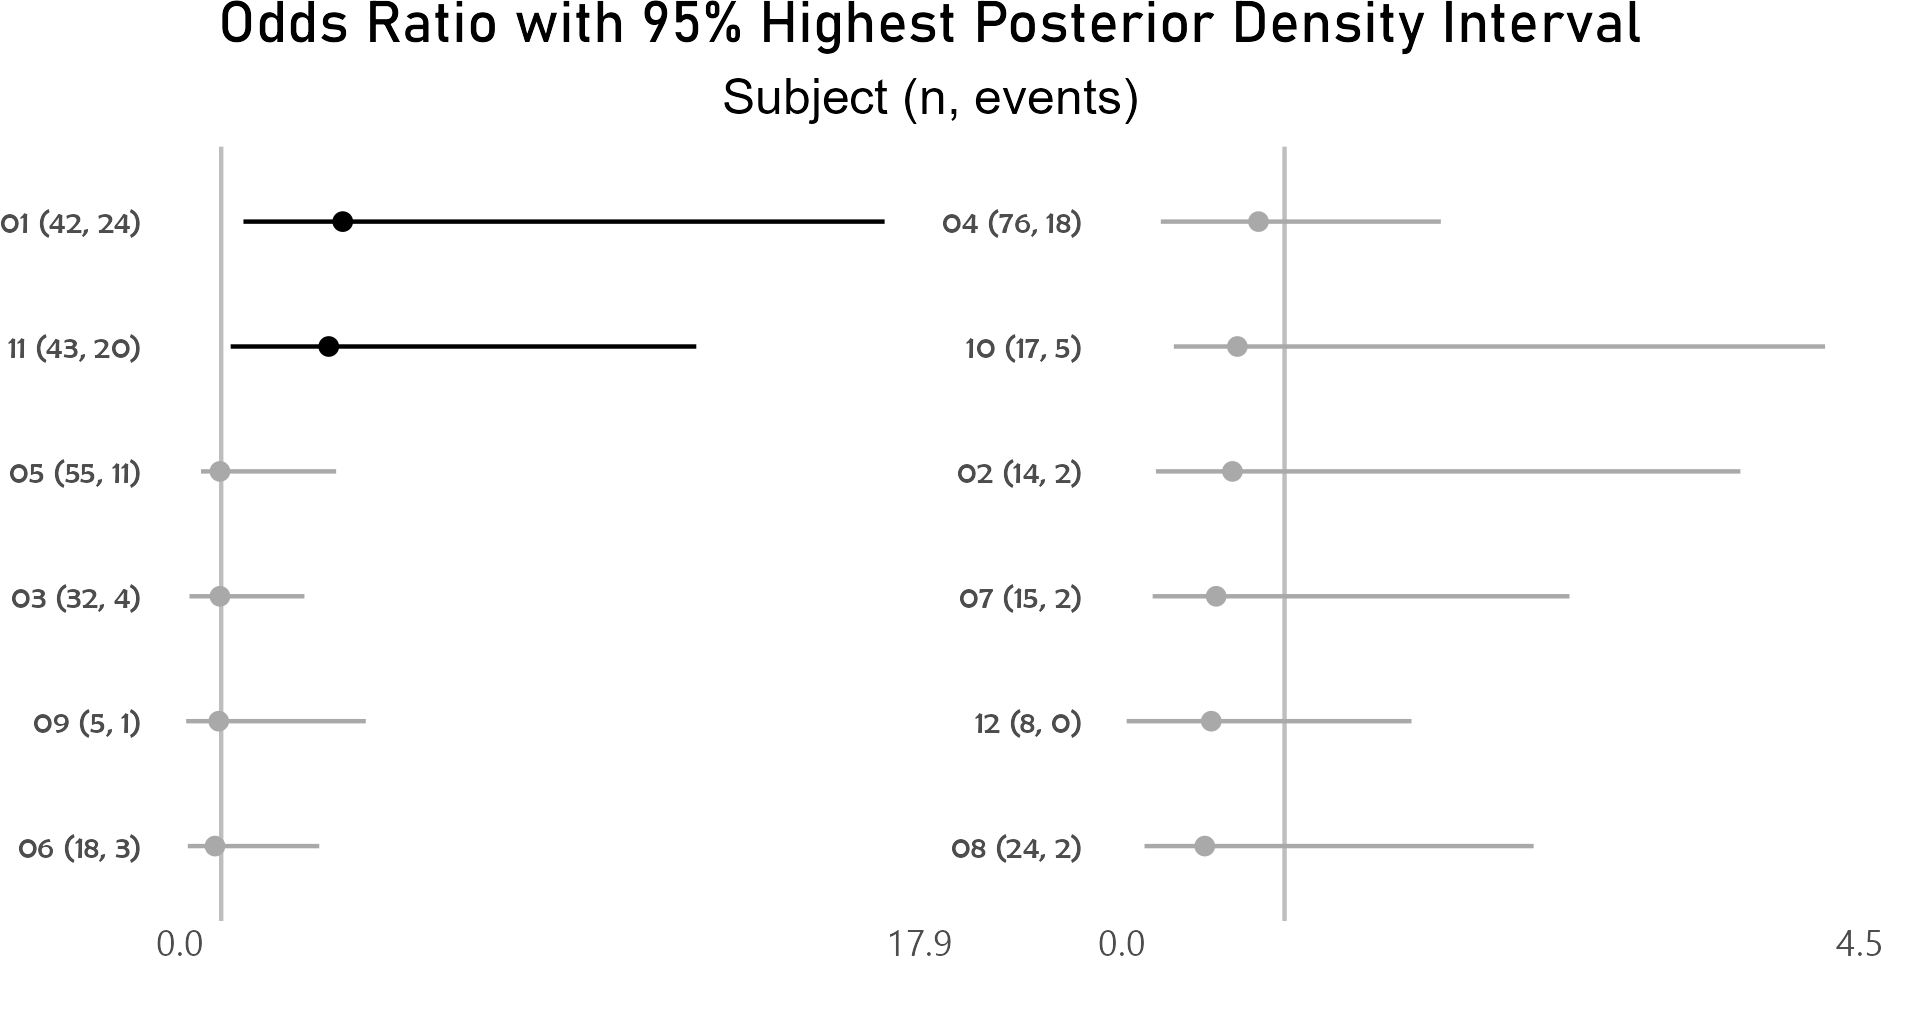 Odds Ratio with 95% Highest Posterior Density Interval
Subject (n, events)
01 (42, 24)
11 (43, 20)
05 (55, 11)
03 (32, 4)
09 (5, 1)
06 (18, 3)
0.0
17.9
04 (76, 18)
10 (17, 5)
02 (14, 2)
07 (15, 2)
12 (8, 0)
08 (24, 2)
0.0
4.5